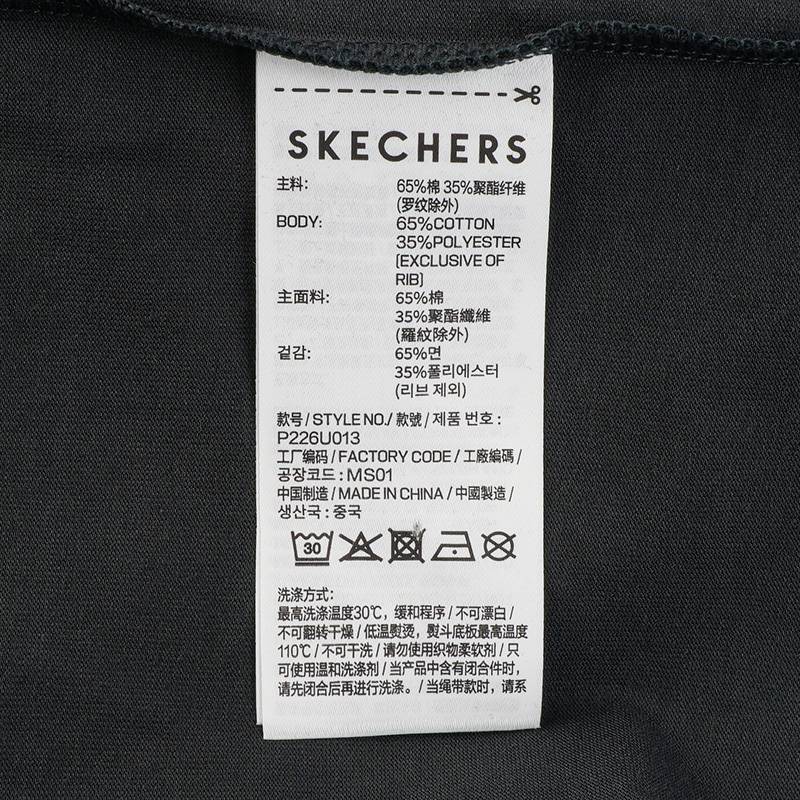 SKECHERS
主料: 65%棉 35%聚酯纤维
(罗纹除外)
BODY: 65%COTTON
35%POLYESTER
(EXCLUSIVE OF
RIB)
主面料: 65%棉
35%聚酯纖維
(羅紋除外)
겉감: 65%면
35%폴리에스터
(리브 제외)
款号/STYLE NO./款號/제품 번호:
P226U013
工厂编码/FACTORY CODE/工廠編碼/
공장코드:MS01
中国制造/MADE IN CHINA/中國製造/
생산국:중국
30
洗涤方式:
最高洗涤温度30℃，缓和程序/不可漂白/
不可翻转干燥/低温熨烫，熨斗底板最高温度
110℃/不可干洗/请勿使用织物柔软剂/只
可使用温和洗涤剂/当产品中含有闭合件时，
请先闭合后再进行洗涤。/当绳带款时，请系